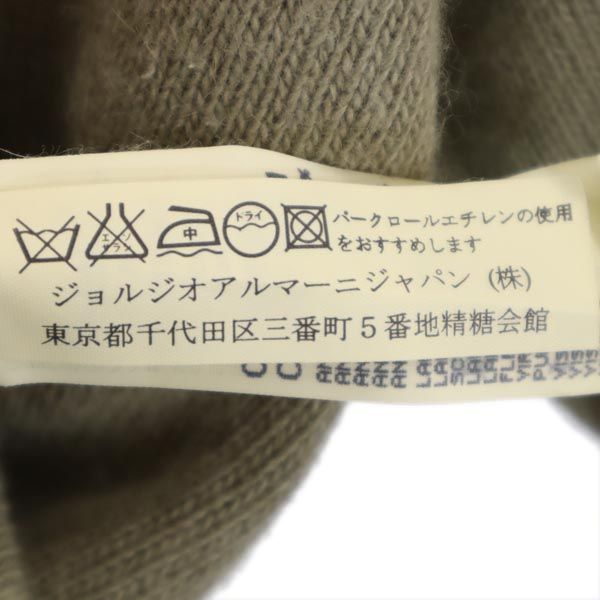 エンソサラシ 中 ドライ パークロールエチレンの使用
をおすすめします
ジョルジオアルマーニジャパン (株)
東京都千代田区三番町5番地精糖会館